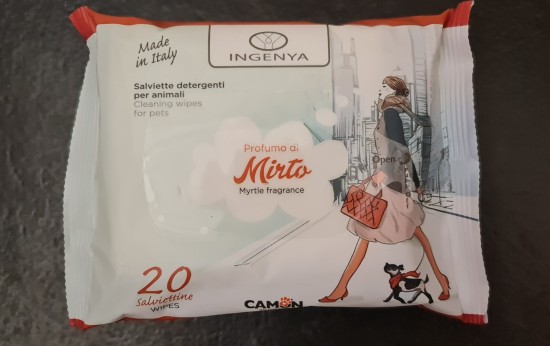 Made
in Italy
INGENYA
Salviette detergenti
per animali
Cleaning wipes
for pets
Profumo di
Mirto
Myrtle fragrance
Open
20
Salviettine
WIPES
CAMON